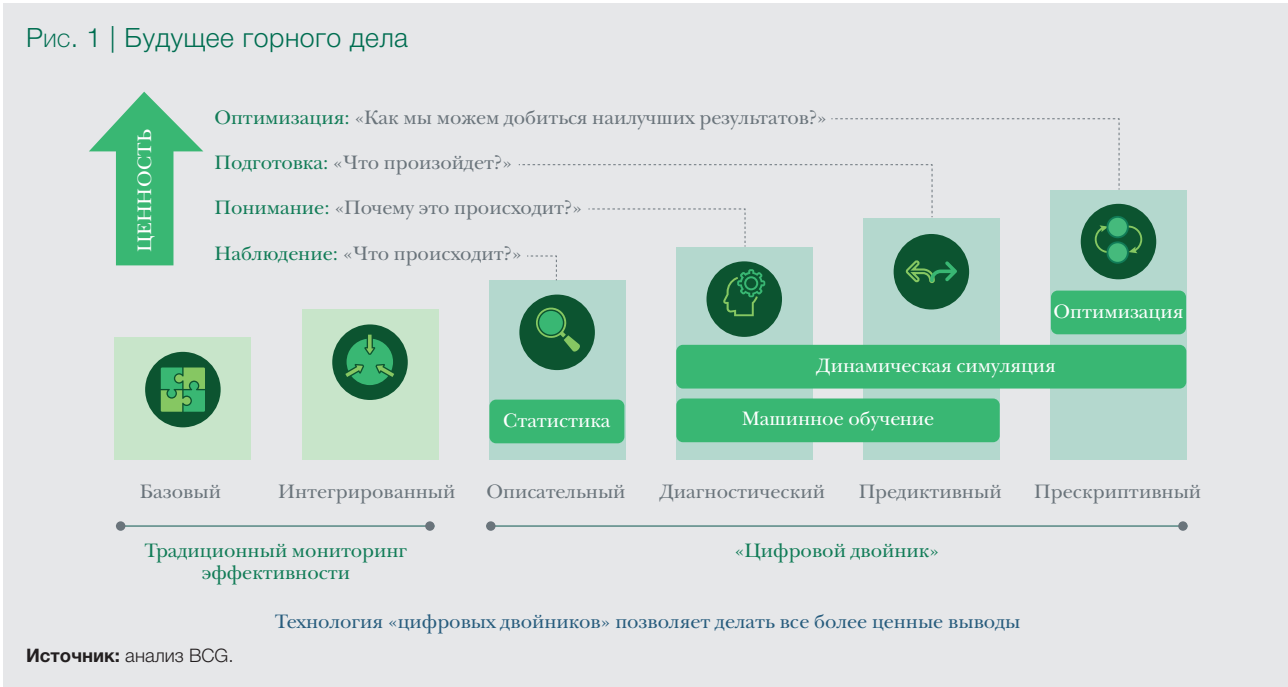 Рис. 1 | Будущее горного дела
ЦЕННОСТЬ
Оптимизация: «Как мы можем добиться наилучших результатов?»
Подготовка: «Что произойдет?»
Понимание: «Почему это происходит?»
Наблюдение: «Что происходит?»
Оптимизация
Динамическая симуляция
Статистика
Машинное обучение
Базовый
Интегрированный
Описательный
Диагностический
Предиктивный
Прескриптивный
Традиционный мониторинг
эффективности
«Цифровой двойник»
Технология «цифровых двойников» позволяет делать все более ценные выводы
Источник: анализ BCG.